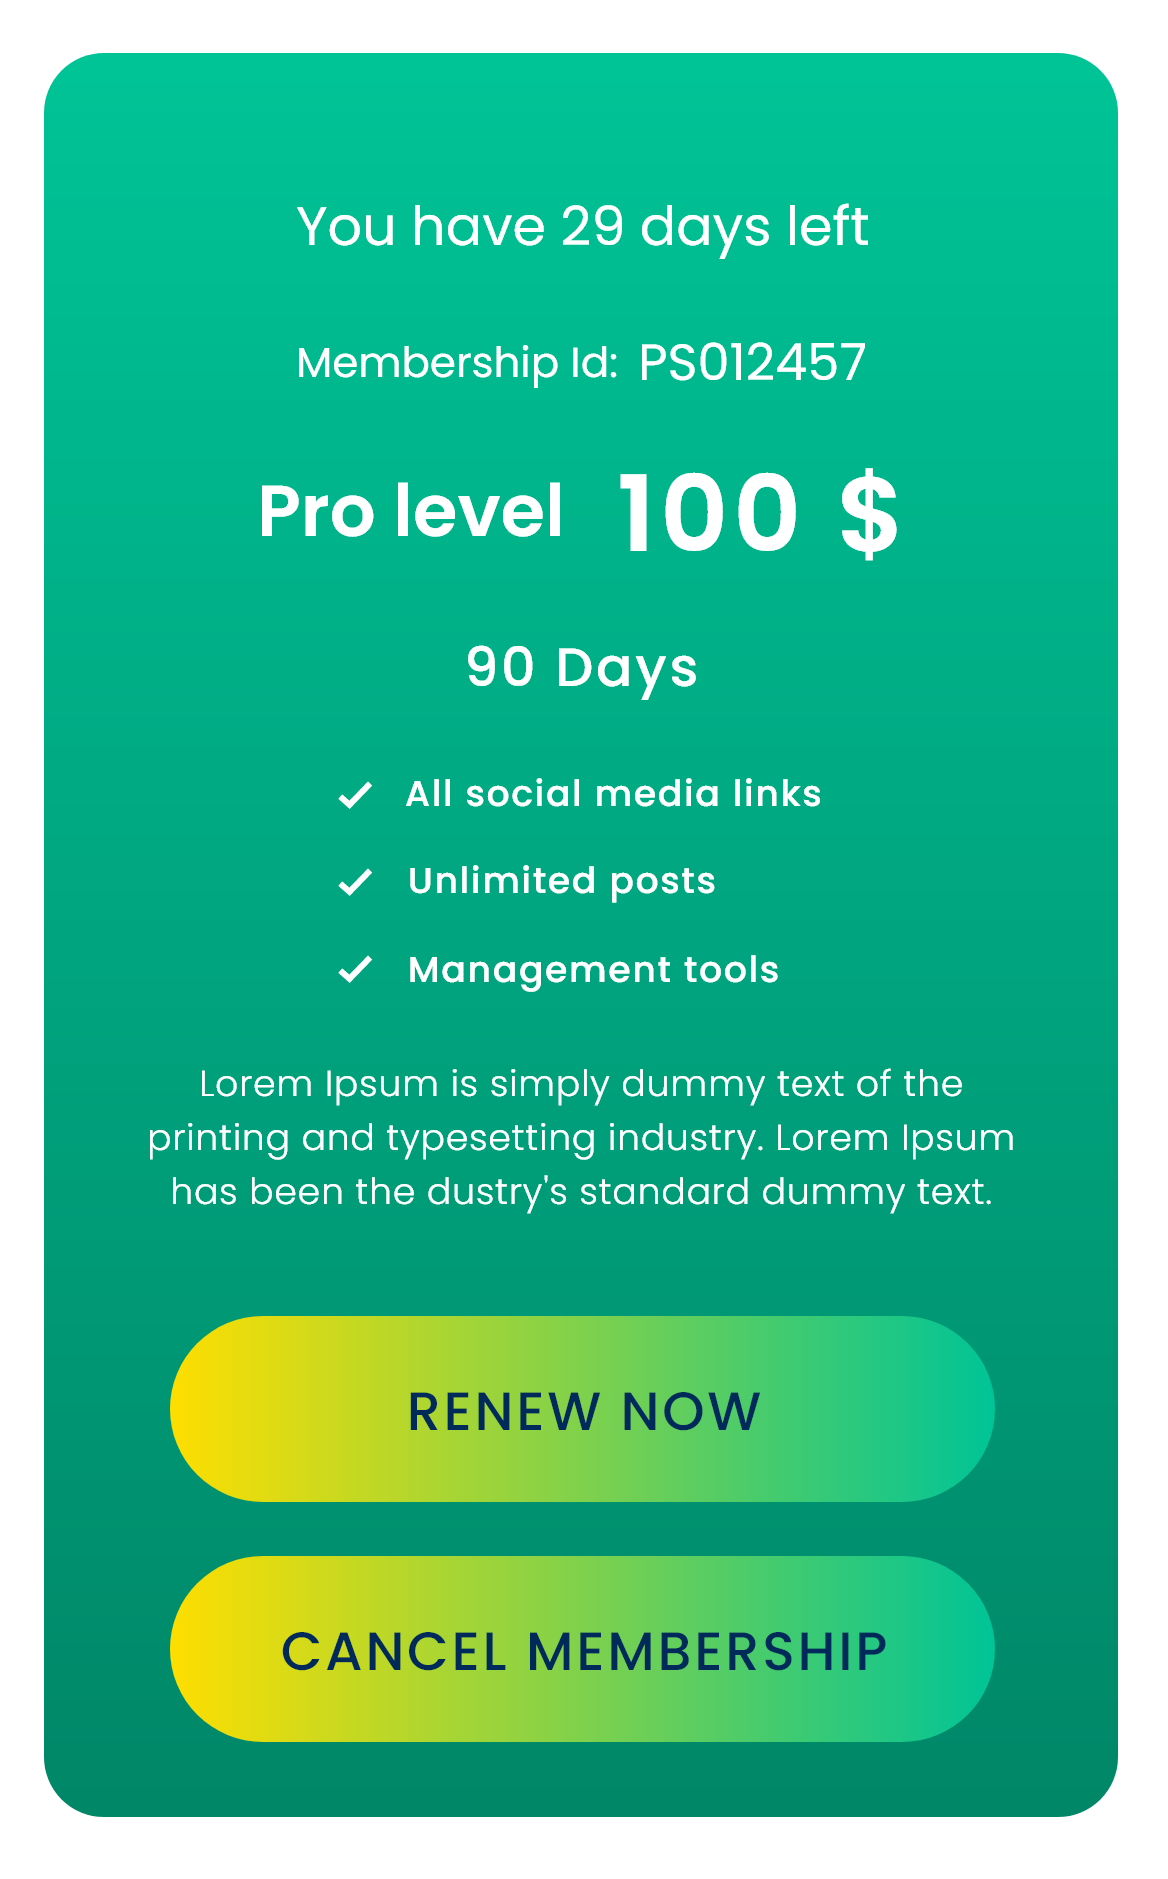 You have 29 days left
Membership Id: PS012457
Pro level 100 $
90 Days
All social media links
Unlimited posts
Management tools
Lorem Ipsum is simply dummy text of the
printing and typesetting industry. Lorem Ipsum
has been the dustry's standard dummy text.
RENEW NOW
CANCEL MEMBERSHIP